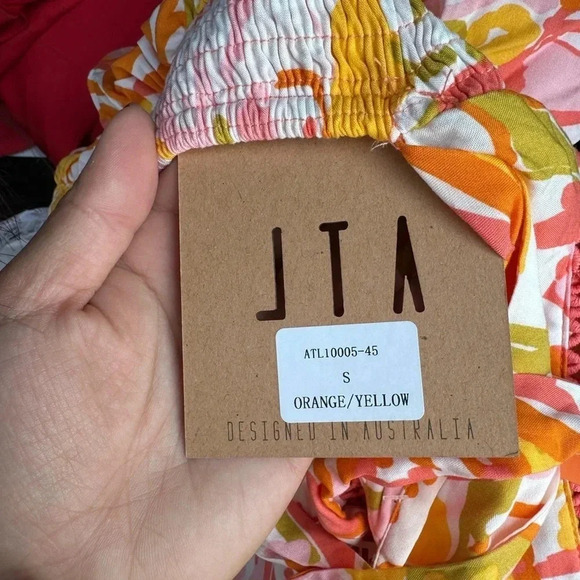 ATL
ATL10005-45
S
ORANGE/YELLOW
DESIGNED IN AUSTRALIA